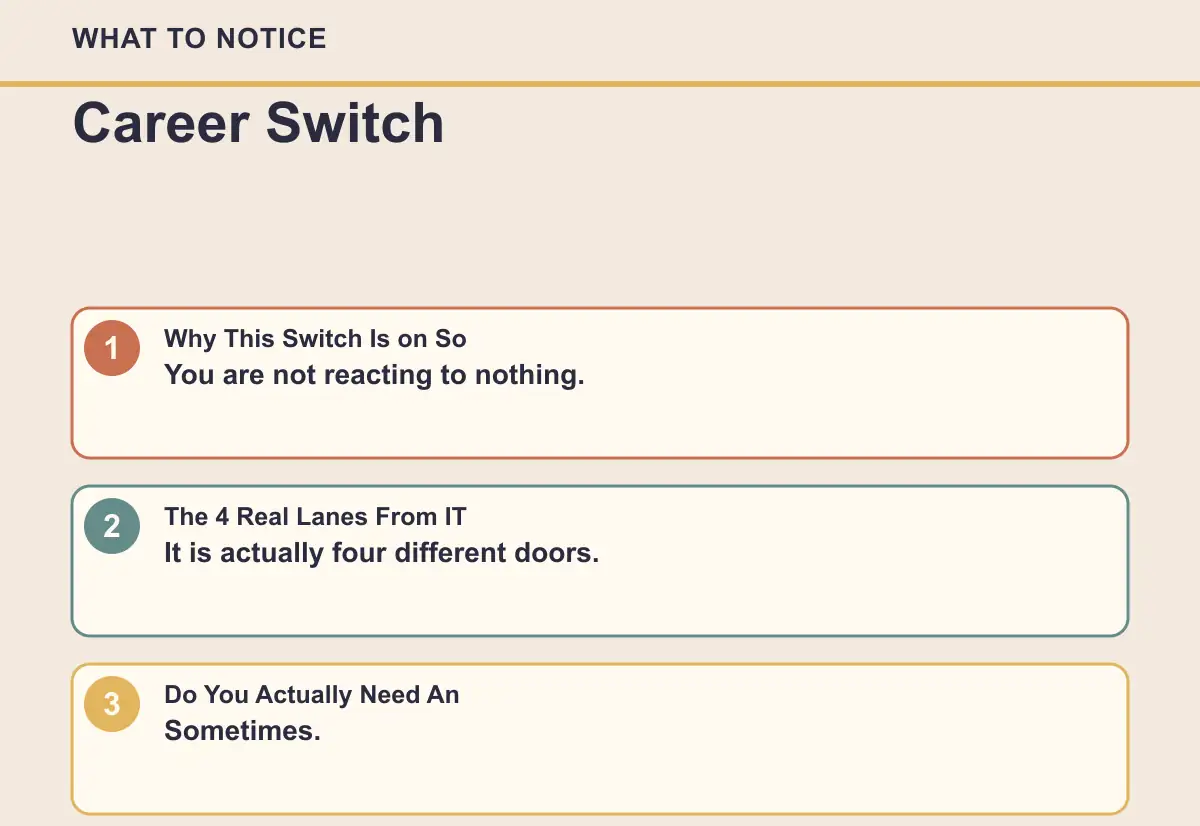 WHAT TO NOTICE
Career Switch
1
Why This Switch Is on So
You are not reacting to nothing.
2
The 4 Real Lanes From IT
It is actually four different doors.
3
Do You Actually Need An
Sometimes.